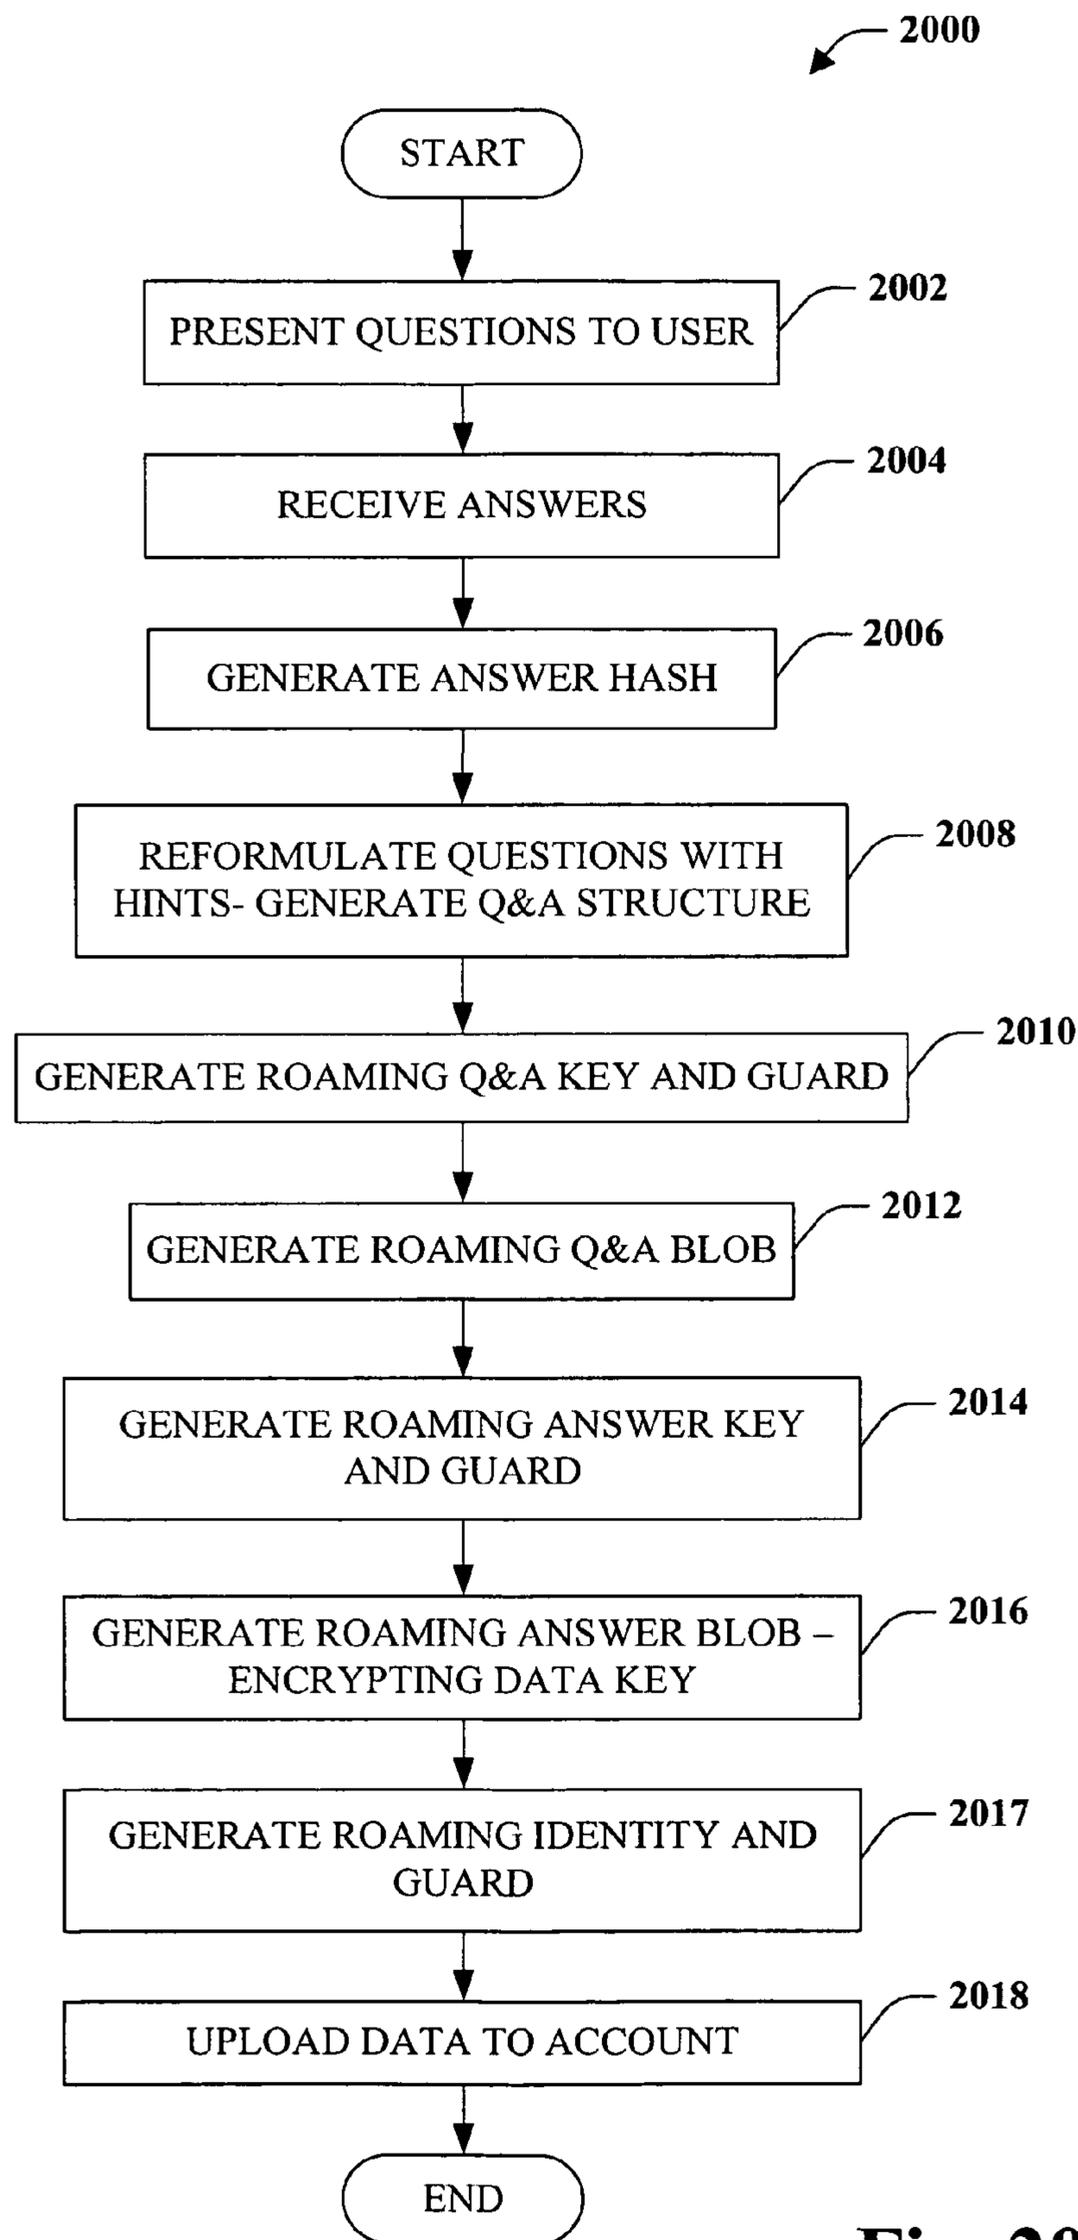 2000
START
2002
PRESENT QUESTIONS TO USER
2004
RECEIVE ANSWERS
2006
GENERATE ANSWER HASH
2008
REFORMULATE QUESTIONS WITH
HINTS- GENERATE Q&A STRUCTURE
2010
GENERATE ROAMING Q&A KEY AND GUARD
2012
GENERATE ROAMING Q&A BLOB
2014
GENERATE ROAMING ANSWER KEY
AND GUARD
2016
GENERATE ROAMING ANSWER BLOB –
ENCRYPTING DATA KEY
2017
GENERATE ROAMING IDENTITY AND
GUARD
2018
UPLOAD DATA TO ACCOUNT
END